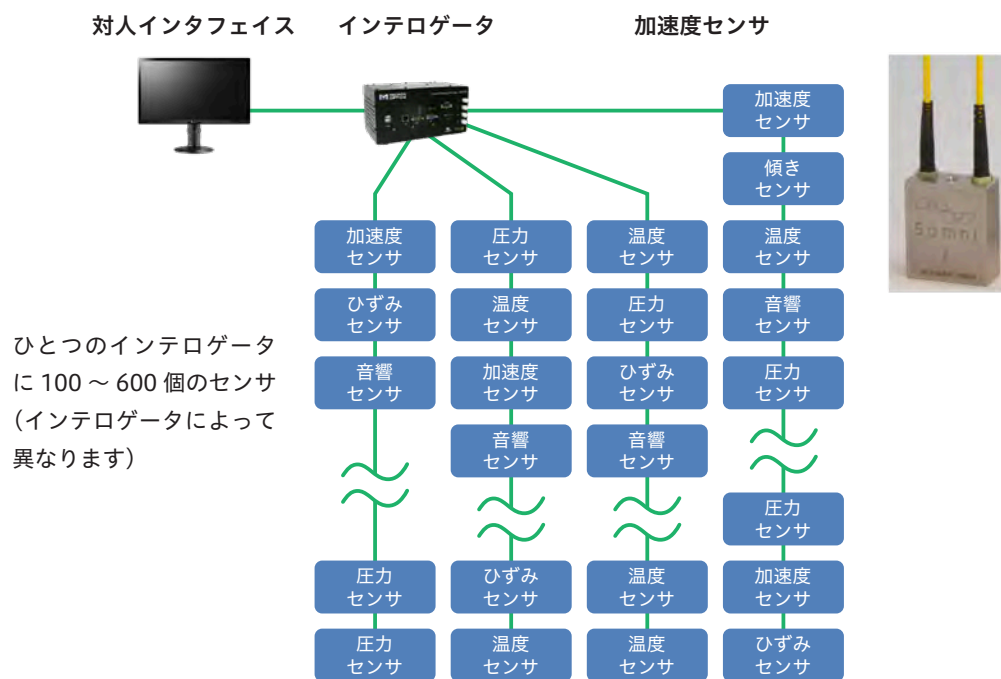 対人インタフェイス
インテロゲータ
加速度センサ
加速度
センサ
傾き
センサ
温度
センサ
音響
センサ
圧力
センサ
圧力
センサ
加速度
センサ
ひずみ
センサ
加速度
センサ
ひずみ
センサ
音響
センサ
圧力
センサ
圧力
センサ
圧力
センサ
温度
センサ
加速度
センサ
音響
センサ
ひずみ
センサ
温度
センサ
温度
センサ
圧力
センサ
ひずみ
センサ
音響
センサ
温度
センサ
温度
センサ
ひとつのインテロゲータ
に 100 ～ 600 個のセンサ
(インテロゲータによって
異なります)
Somni